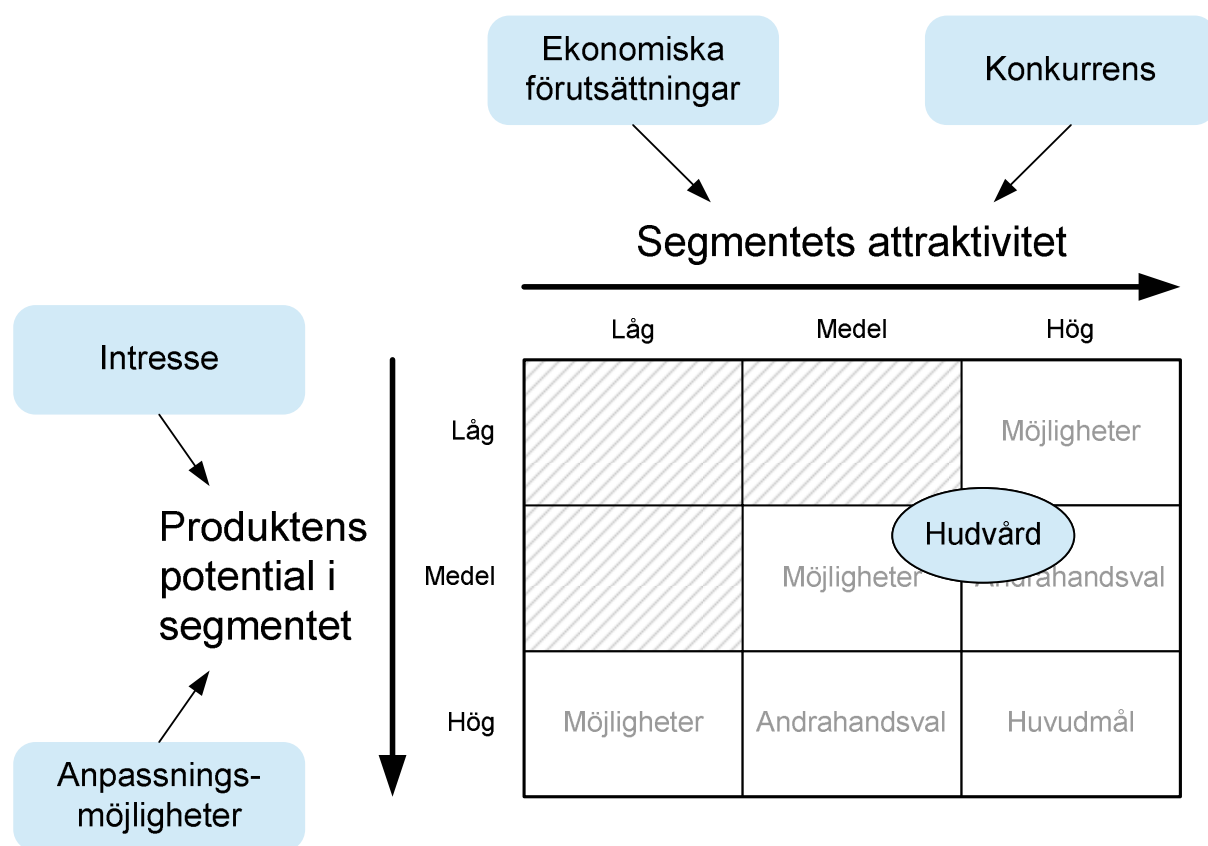 Ekonomiska
förutsättningar
Konkurrens
Segmentets attraktivitet
Låg
Medel
Hög
Intresse
Låg
Möjligheter
Produktens
potential i
segmentet
Hudvård
Medel
Möjligheter
Andrahandsval
Hög
Möjligheter
Andrahandsval
Huvudmål
Anpassnings-
möjligheter